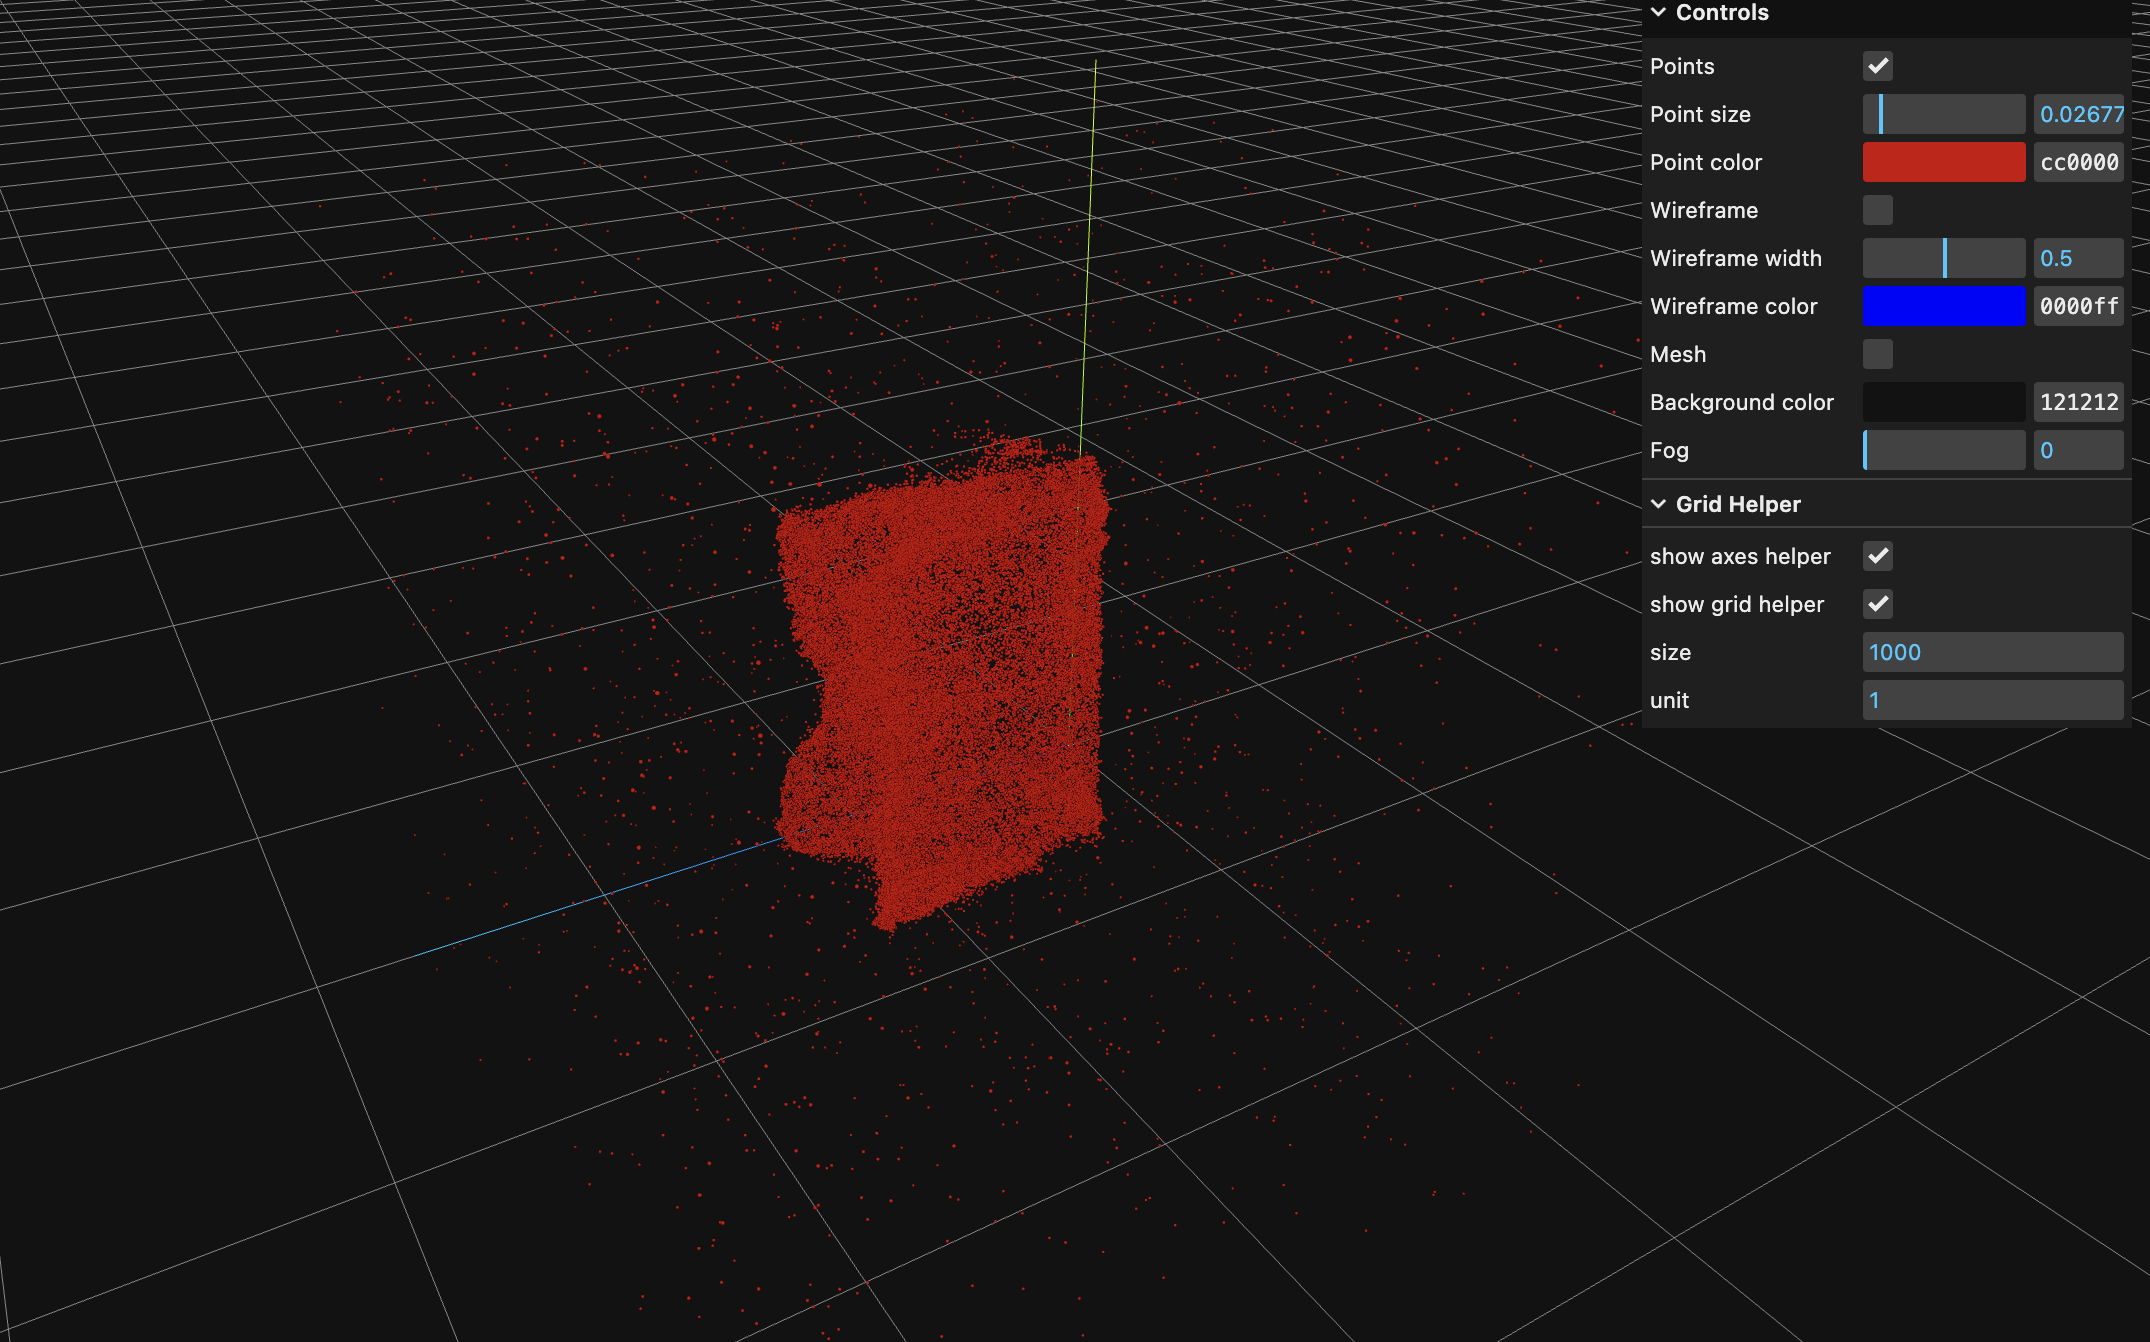 Controls
Points
Point size 0.02677
Point color cc0000
Wireframe
Wireframe width 0.5
Wireframe color 0000ff
Mesh
Background color 121212
Fog 0
Grid Helper
show axes helper
show grid helper
size 1000
unit 1